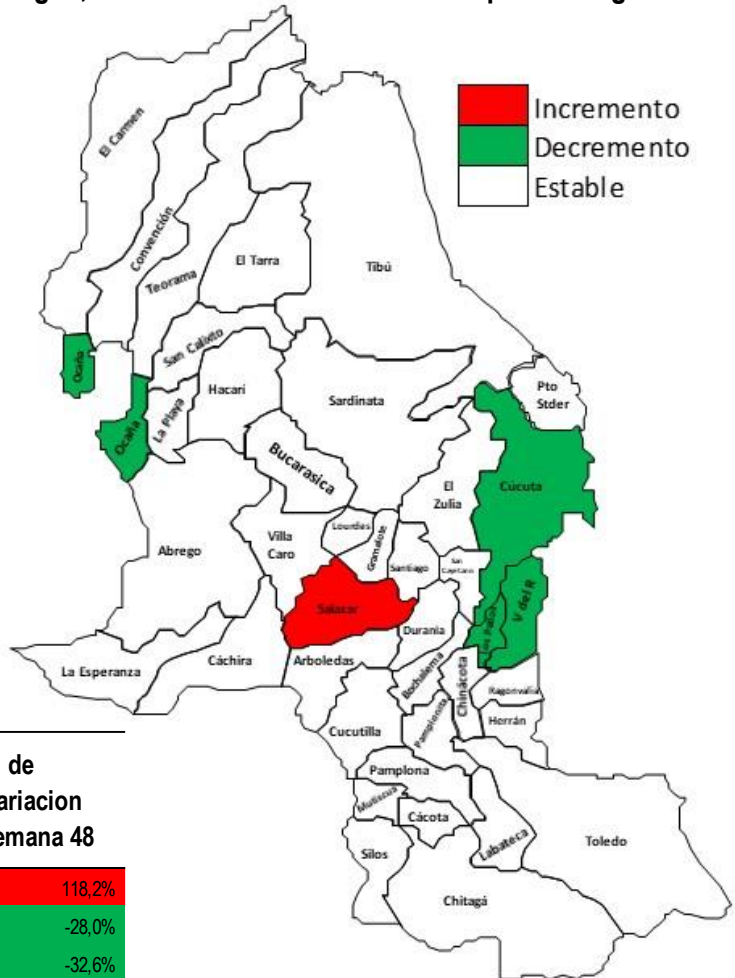 Incremento
Decremento
Estable
El Carmen
Convención
Teorama
El Tarra
Tibú
San Calixto
Ocaña
Hacarí
Sardinata
Pto
Stder
La Playa
Ocaña
Bucarasica
El
Zulia
Cúcuta
Abrego
Villa
Caro
Lourdes
Gramalote
Santiago
San
Cayetano
Salazar
Durania
V del R
La Esperanza
Cáchira
Arboledas
Bochalema
Chinácota
Ragonvalia
Herrán
Cucutilla
Pamplonita
Pamplona
Mutiscua
Cácota
Labateca
Toledo
Silos
Chitagá
de
emana 48
118,2%
-28,0%
-32,6%